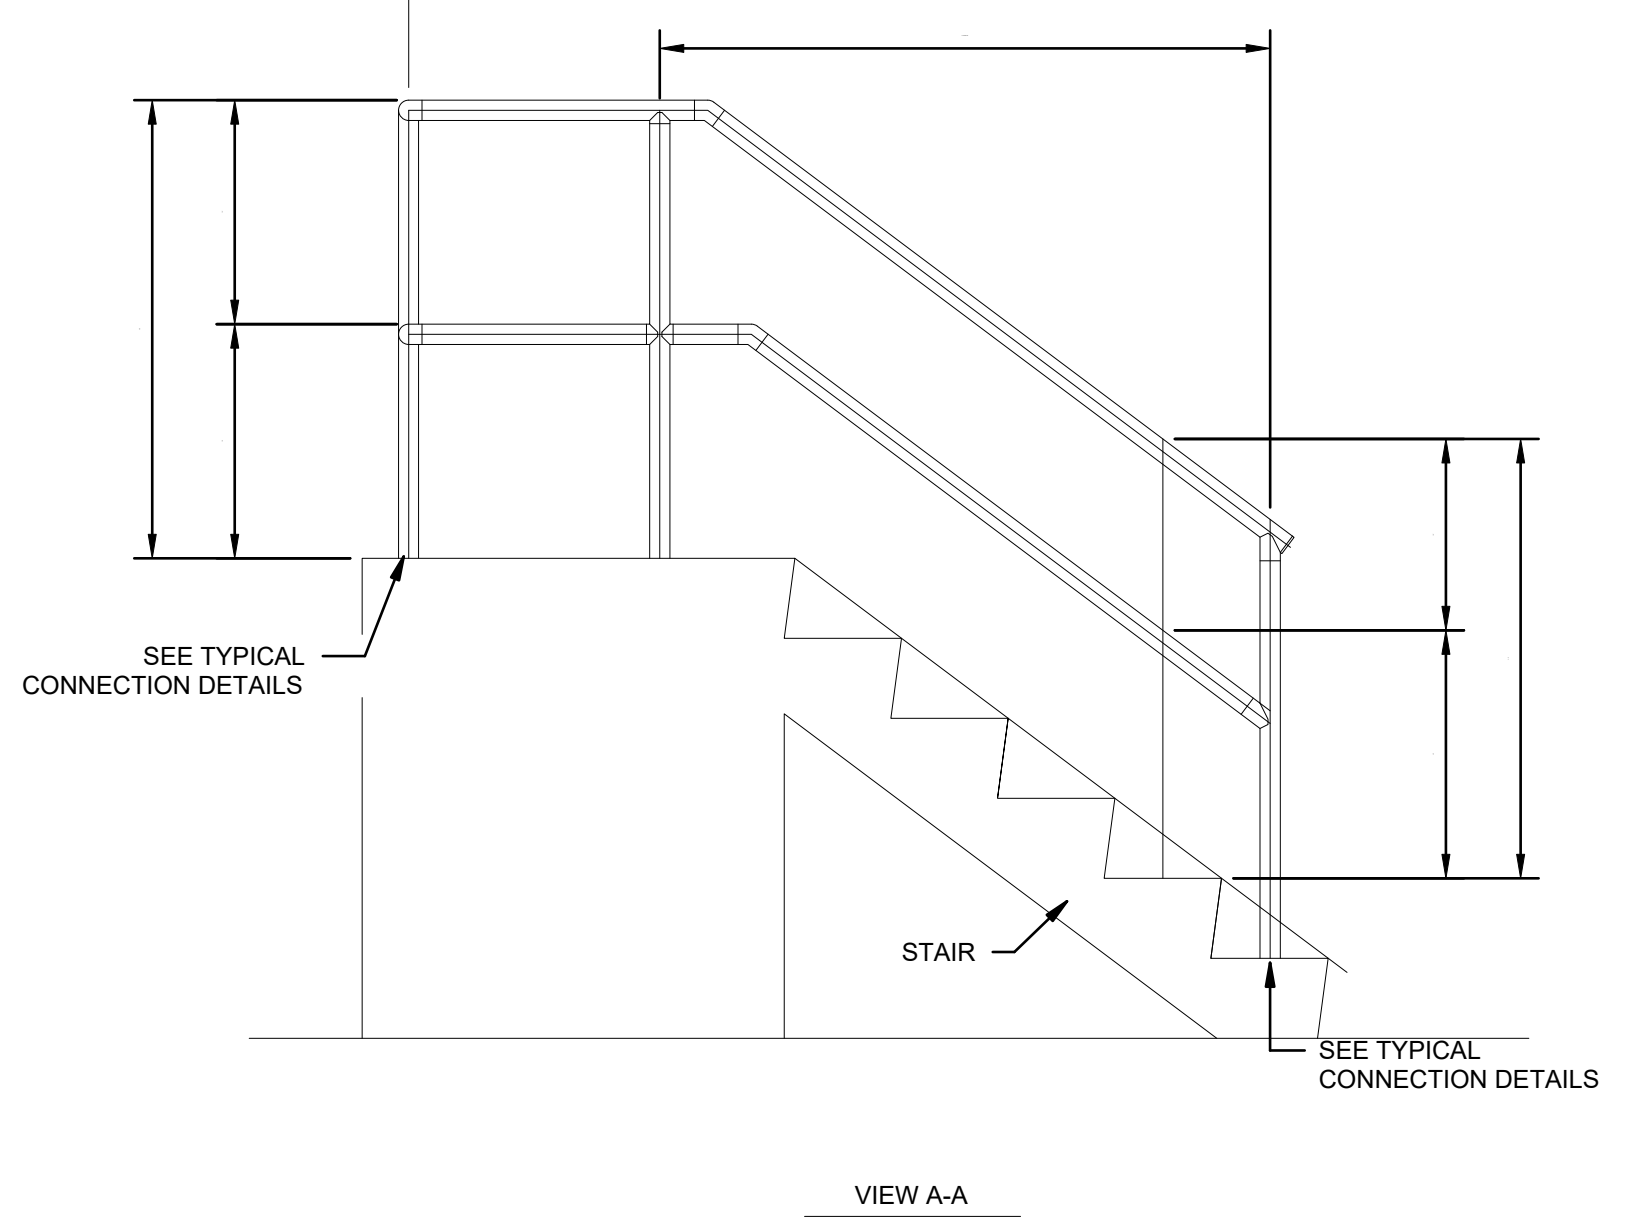 SEE TYPICAL
CONNECTION DETAILS
STAIR
SEE TYPICAL
CONNECTION DETAILS
VIEW A-A